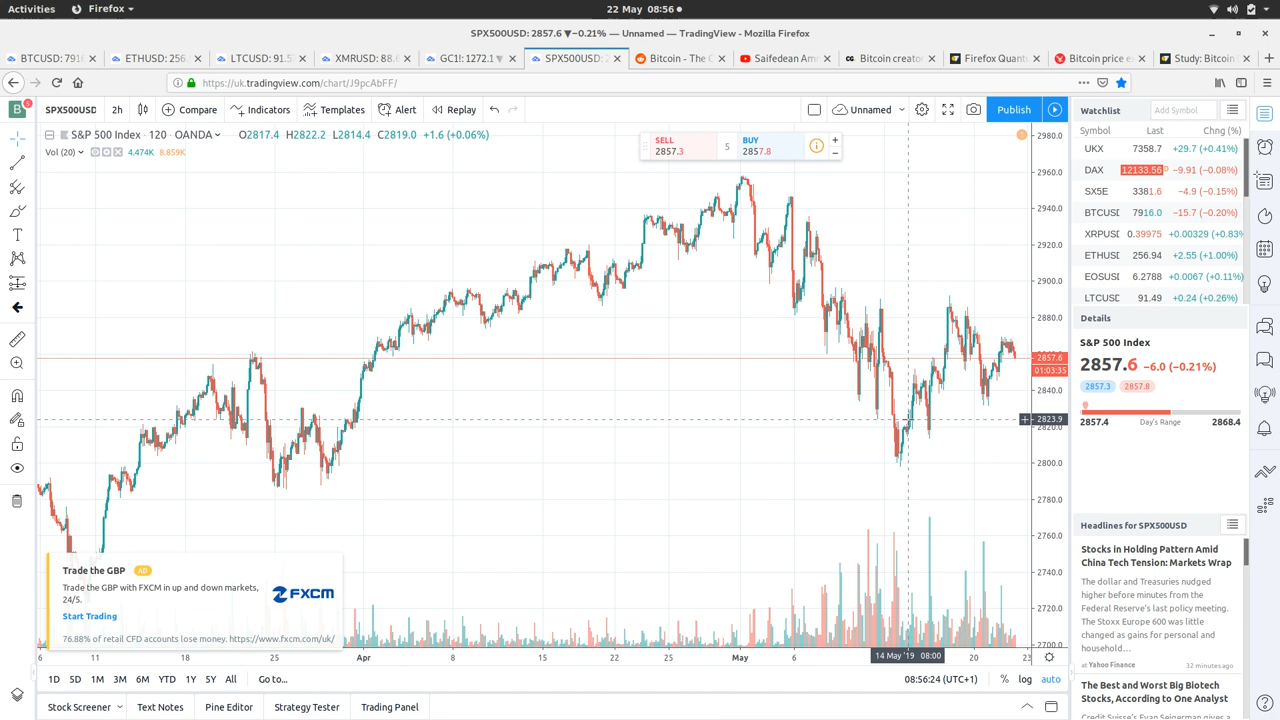 Activities Firefox 22 May 08:56
SPX500USD: 2857.6 ▼−0.21% — Unnamed — TradingView - Mozilla Firefox
BTCUSD: 791 ETHUSD: 256 LTCUSD: 91.5 XMRUSD: 88. GC1!: 1272.1 ▼ SPX500USD: 2 Bitcoin - The C Saifedean Am Bitcoin creato Firefox Quant Bitcoin price e Study: Bitcoin
https://uk.tradingview.com/chart/J9pcAbFF/
B 5 SPX500USD 2h Compare Indicators Templates Alert Replay Unnamed Publish
S&P 500 Index · 120 · OANDA O2817.4 H2822.2 L2814.4 C2819.0 +1.6 (+0.06%)
Vol (20) 4.474K 8.859K
SELL
2857.3
5
BUY
2857.8
+
−
2980.0
2960.0
2940.0
2920.0
2900.0
2880.0
2857.6
01:03:35
2840.0
2823.9
2820.0
2800.0
2780.0
2760.0
2740.0
2720.0
2700.0
Trade the GBP AD
Trade the GBP with FXCM in up and down markets,
24/5.
Start Trading
FXCM
76.88% of retail CFD accounts lose money. https://www.fxcm.com/uk/
6 11 18 25 Apr 8 15 22 25 May 6 14 May '19 08:00 20 23
1D 5D 1M 3M 6M YTD 1Y 5Y All Go to... 08:56:24 (UTC+1) % log auto
Stock Screener Text Notes Pine Editor Strategy Tester Trading Panel
Watchlist Add Symbol
Symbol Last Chng (%)
UKX 7358.7 +29.7 (+0.41%)
DAX 12133.56 D −9.91 (−0.08%)
SX5E 3381.6 −4.9 (−0.15%)
BTCUSD 7916.0 −15.7 (−0.20%)
XRPUSD 0.39975 +0.00329 (+0.83%
ETHUSD 256.94 +2.55 (+1.00%)
EOSUSD 6.2788 +0.0067 (+0.11%)
LTCUSD 91.49 +0.24 (+0.26%)
Details
S&P 500 Index
2857.6 −6.0 (−0.21%)
2857.3 2857.8
2857.4 Day's Range 2868.4
Headlines for SPX500USD
Stocks in Holding Pattern Amid
China Tech Tension: Markets Wrap
The dollar and Treasuries nudged
higher before minutes from the
Federal Reserve's last policy meeting.
The Stoxx Europe 600 was little
changed as gains for personal and
household…
at Yahoo Finance 32 minutes ago
The Best and Worst Big Biotech
Stocks, According to One Analyst
Credit Suisse's Evan Seigerman gives a